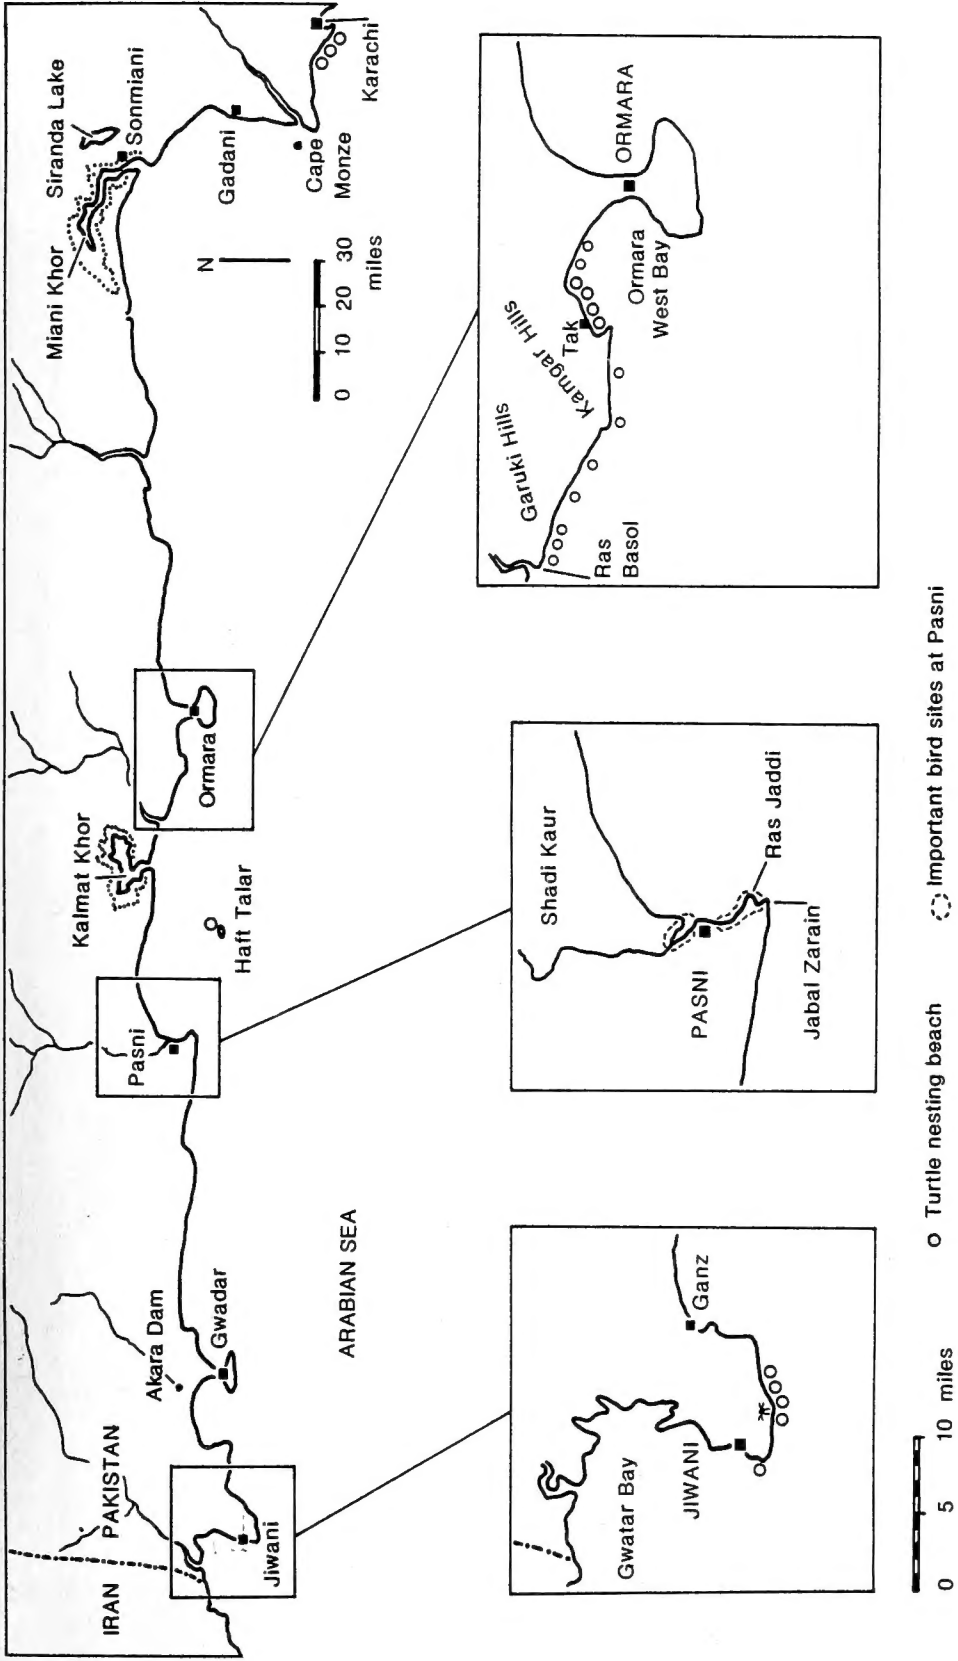 IRAN
PAKISTAN
Akara Dam
Jiwani
Gwadar
ARABIAN SEA
Pasni
Kalmat Khor
Haft Talar
Ormara
Miani Khor
Siranda Lake
Sonmiani
Gadani
Cape
Monze
Karachi
N
0 10 20 30
miles
Gwatar Bay
JIWANI
Ganz
Shadi Kaur
PASNI
Ras Jaddi
Jabal Zarain
Garuki Hills
Kamgar Hills
Ras
Basol
Tak
Ormara
West Bay
ORMARA
0 5 10 miles
Turtle nesting beach
Important bird sites at Pasni